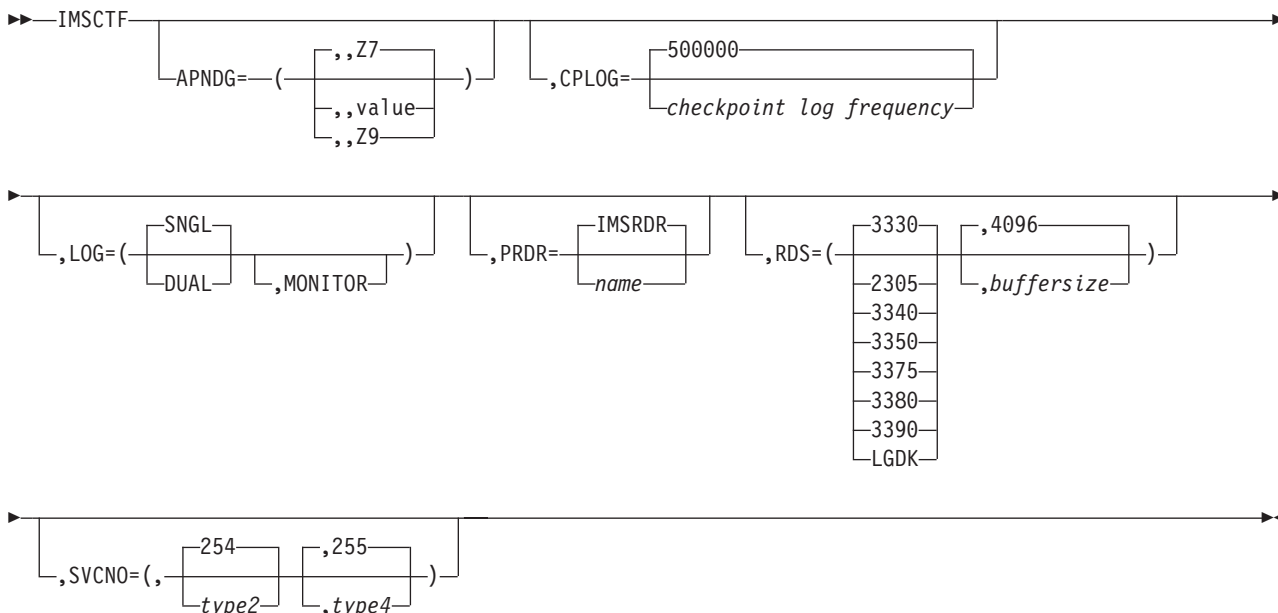 IMSCTF
APNDG= ( ,,Z7 )
,,value
,,Z9
,CPLOG= 500000
checkpoint log frequency
,LOG=( SNGL )
DUAL ,MONITOR
,PRDR= IMSRDR
name
,RDS=( 3330 ,4096 )
2305 ,buffersize
3340
3350
3375
3380
3390
LGDK
,SVCNO=(, 254 ,255 )
type2 ,type4